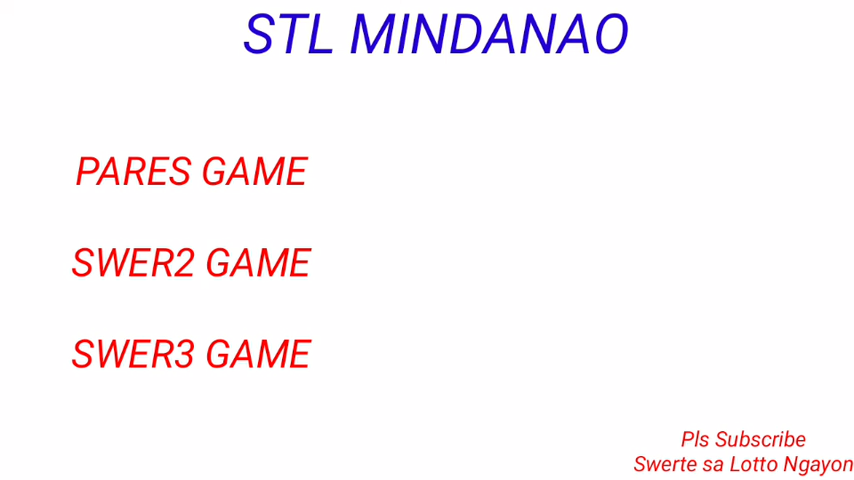 STL MINDANAO
PARES GAME
SWER2 GAME
SWER3 GAME
Pls Subscribe
Swerte sa Lotto Ngayon